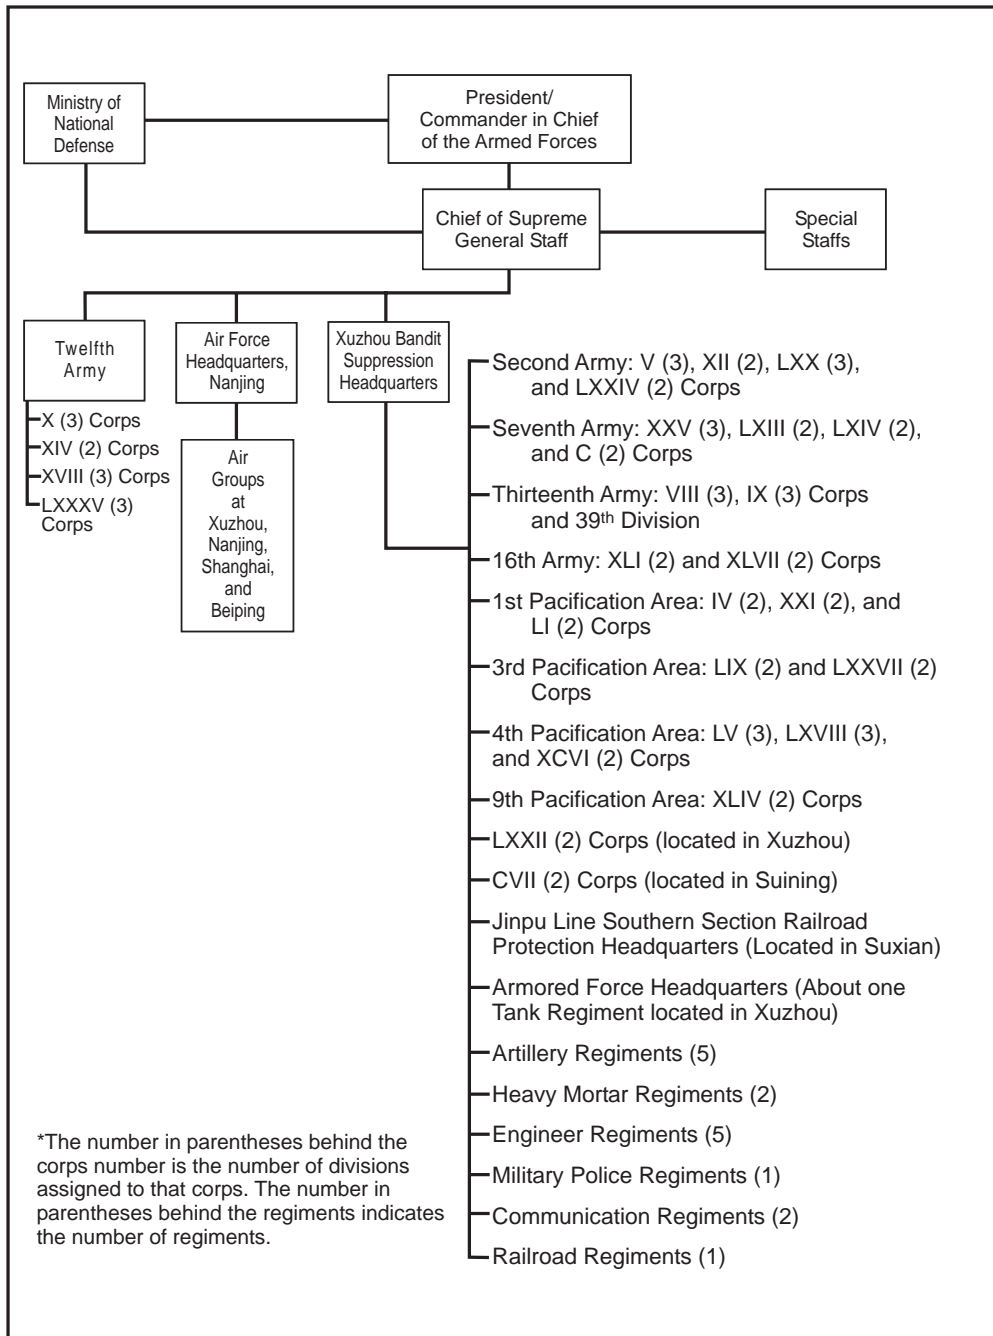 Ministry of
National
Defense
President/
Commander in Chief
of the Armed Forces
Chief of Supreme
General Staff
Special
Staffs
Twelfth
Army
X (3) Corps
XIV (2) Corps
XVIII (3) Corps
LXXXV (3)
Corps
Air Force
Headquarters,
Nanjing
Air
Groups
at
Xuzhou,
Nanjing,
Shanghai,
and
Beiping
Xuzhou Bandit
Suppression
Headquarters
Second Army: V (3), XII (2), LXX (3),
and LXXIV (2) Corps
Seventh Army: XXV (3), LXIII (2), LXIV (2),
and C (2) Corps
Thirteenth Army: VIII (3), IX (3) Corps
and 39th Division
16th Army: XLI (2) and XLVII (2) Corps
1st Pacification Area: IV (2), XXI (2), and
LI (2) Corps
3rd Pacification Area: LIX (2) and LXXVII (2)
Corps
4th Pacification Area: LV (3), LXVIII (3),
and XCVI (2) Corps
9th Pacification Area: XLIV (2) Corps
LXXII (2) Corps (located in Xuzhou)
CVII (2) Corps (located in Suining)
Jinpu Line Southern Section Railroad
Protection Headquarters (Located in Suxian)
Armored Force Headquarters (About one
Tank Regiment located in Xuzhou)
Artillery Regiments (5)
Heavy Mortar Regiments (2)
Engineer Regiments (5)
Military Police Regiments (1)
Communication Regiments (2)
Railroad Regiments (1)
*The number in parentheses behind the
corps number is the number of divisions
assigned to that corps. The number in
parentheses behind the regiments indicates
the number of regiments.